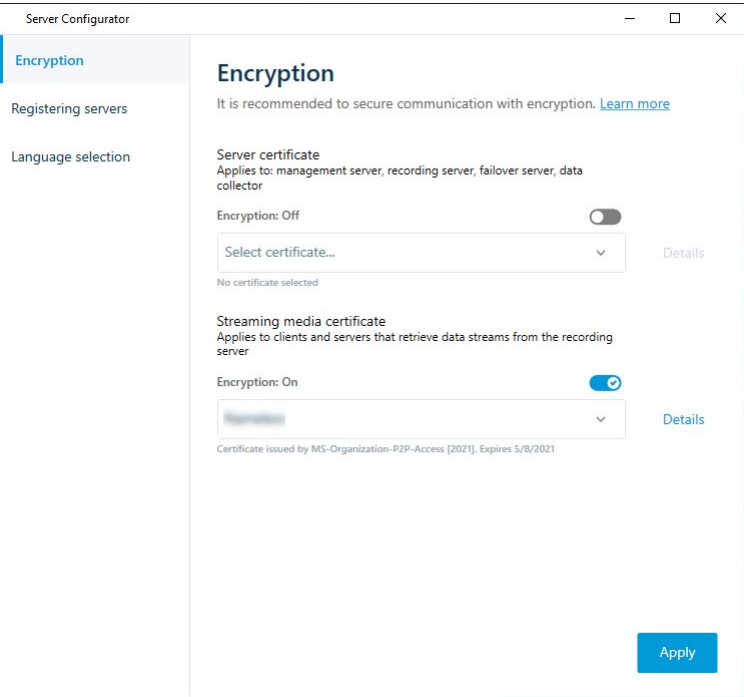 Server Configurator
Encryption
Registering servers
Language selection
Encryption
It is recommended to secure communication with encryption. Learn more
Server certificate
Applies to: management server, recording server, failover server, data
collector
Encryption: Off
Select certificate...
Details
No certificate selected
Streaming media certificate
Applies to clients and servers that retrieve data streams from the recording
server
Encryption: On
Details
Certificate issued by MS-Organization-P2P-Access [2021]. Expires 5/8/2021
Apply